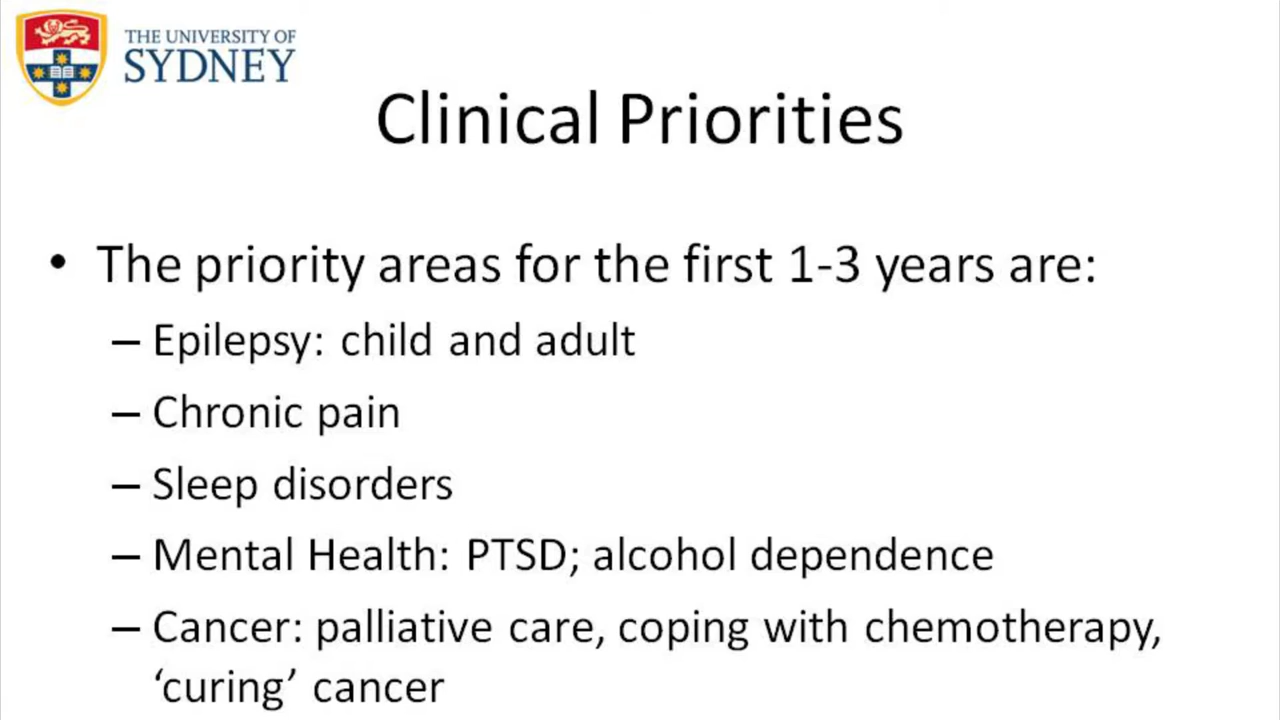 THE UNIVERSITY OF
SYDNEY
Clinical Priorities
• The priority areas for the first 1-3 years are:
– Epilepsy: child and adult
– Chronic pain
– Sleep disorders
– Mental Health: PTSD; alcohol dependence
– Cancer: palliative care, coping with chemotherapy,
‘curing’ cancer